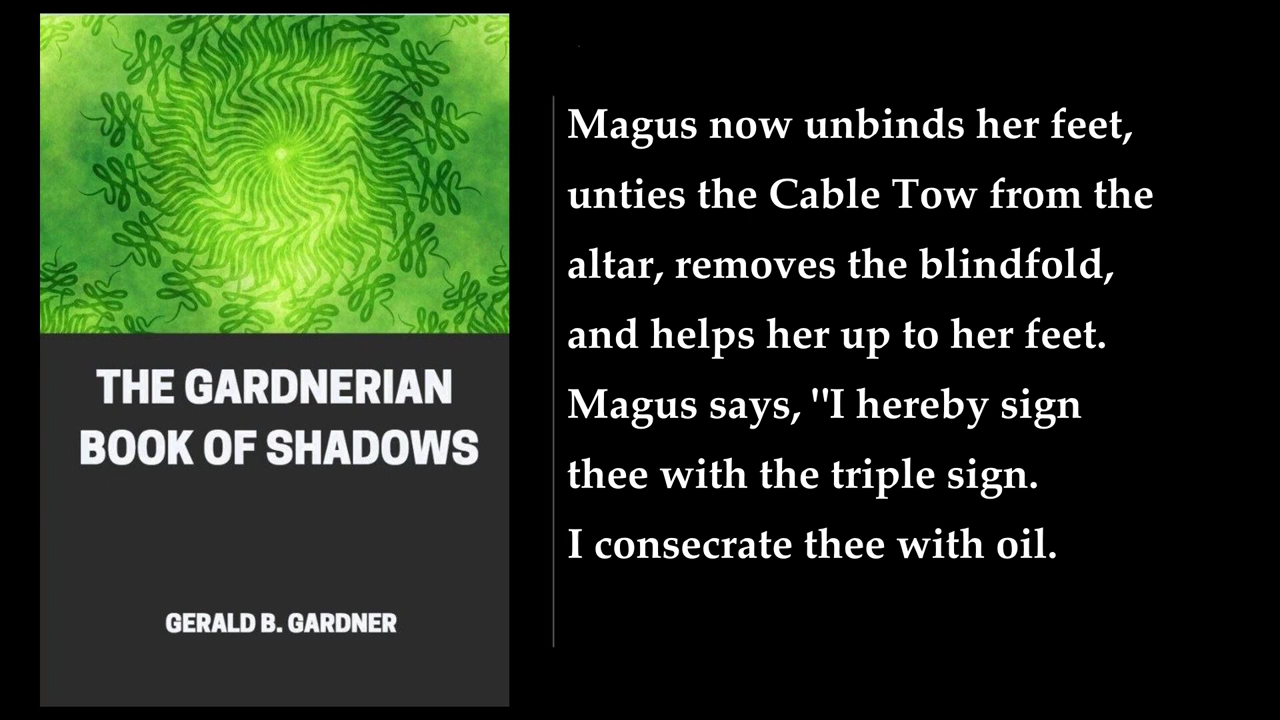 THE GARDNERIAN
BOOK OF SHADOWS
GERALD B. GARDNER
Magus now unbinds her feet,
unties the Cable Tow from the
altar, removes the blindfold,
and helps her up to her feet.
Magus says, "I hereby sign
thee with the triple sign.
I consecrate thee with oil.